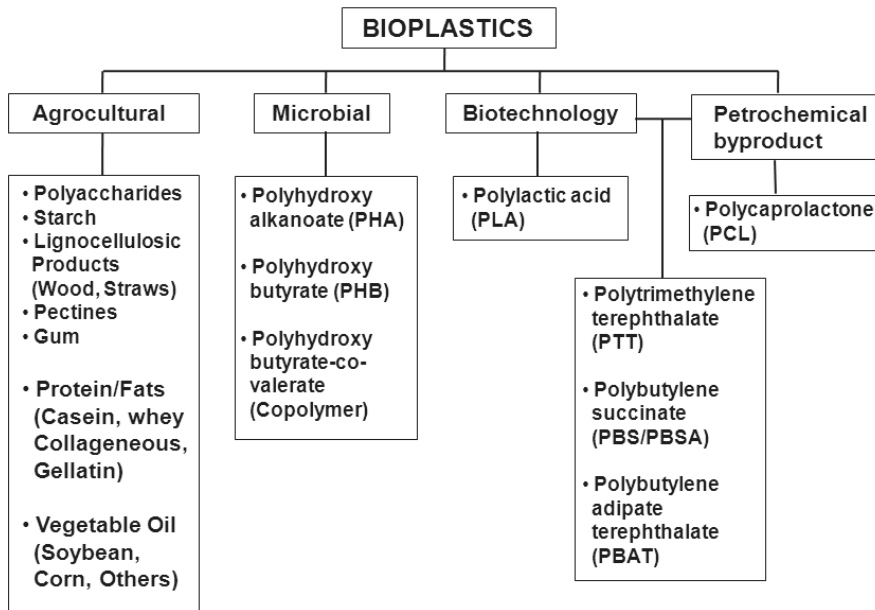 BIOPLASTICS
Agrocultural
Microbial
Biotechnology
Petrochemical
byproduct
• Polyaccharides
• Starch
• Lignocellulosic
Products
(Wood, Straws)
• Pectines
• Gum
• Protein/Fats
(Casein, whey
Collageneous,
Gellatin)
• Vegetable Oil
(Soybean,
Corn, Others)
• Polyhydroxy
alkanoate (PHA)
• Polyhydroxy
butyrate (PHB)
• Polyhydroxy
butyrate-co-
valerate
(Copolymer)
• Polylactic acid
(PLA)
• Polycaprolactone
(PCL)
• Polytrimethylene
terephthalate
(PTT)
• Polybutylene
succinate
(PBS/PBSA)
• Polybutylene
adipate
terephthalate
(PBAT)